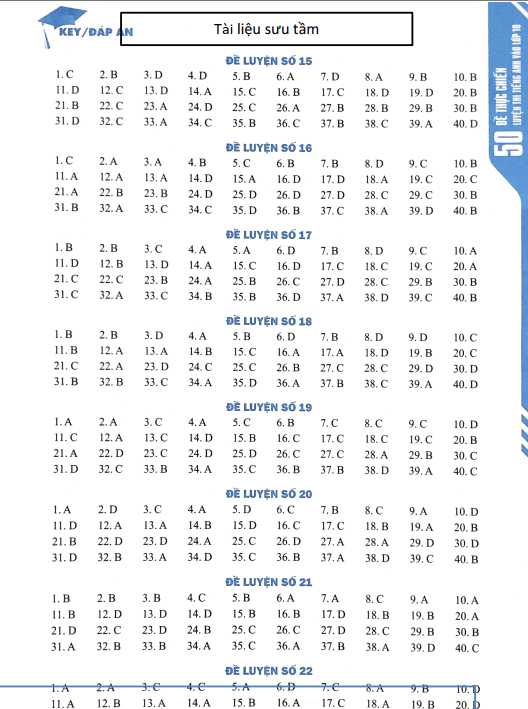 KEY/ĐÁP ÁN
Tài liệu sưu tầm
50 ĐỀ THỰC CHIẾN
LUYỆN THI TIẾNG ANH VÀO LỚP 10
ĐỀ LUYỆN SỐ 15
1. C 2. B 3. D 4. D 5. B 6. A 7. D 8. A 9. B 10. B
11. D 12. C 13. D 14. A 15. C 16. B 17. C 18. D 19. D 20. B
21. B 22. C 23. A 24. D 25. C 26. A 27. B 28. B 29. B 30. B
31. D 32. C 33. A 34. C 35. B 36. C 37. B 38. C 39. A 40. D
ĐỀ LUYỆN SỐ 16
1. C 2. A 3. A 4. B 5. C 6. B 7. B 8. D 9. C 10. B
11. A 12. A 13. A 14. D 15. A 16. D 17. D 18. A 19. C 20. C
21. A 22. B 23. B 24. D 25. D 26. D 27. D 28. C 29. C 30. B
31. B 32. A 33. C 34. C 35. D 36. B 37. C 38. A 39. D 40. B
ĐỀ LUYỆN SỐ 17
1. B 2. B 3. C 4. A 5. A 6. D 7. B 8. D 9. C 10. A
11. D 12. B 13. D 14. A 15. C 16. D 17. C 18. C 19. C 20. A
21. C 22. C 23. B 24. A 25. B 26. C 27. D 28. C 29. B 30. B
31. C 32. A 33. C 34. B 35. B 36. D 37. A 38. D 39. C 40. B
ĐỀ LUYỆN SỐ 18
1. B 2. B 3. D 4. A 5. B 6. D 7. B 8. D 9. D 10. C
11. B 12. A 13. A 14. B 15. C 16. A 17. A 18. D 19. B 20. C
21. C 22. A 23. D 24. C 25. C 26. B 27. C 28. C 29. D 30. D
31. B 32. B 33. C 34. A 35. D 36. A 37. B 38. C 39. A 40. D
ĐỀ LUYỆN SỐ 19
1. A 2. A 3. C 4. A 5. C 6. B 7. C 8. C 9. C 10. D
11. C 12. A 13. C 14. D 15. B 16. C 17. C 18. C 19. C 20. B
21. A 22. D 23. C 24. D 25. D 26. C 27. C 28. A 29. B 30. C
31. D 32. C 33. B 34. A 35. C 36. B 37. B 38. D 39. A 40. C
ĐỀ LUYỆN SỐ 20
1. A 2. D 3. C 4. A 5. D 6. C 7. B 8. C 9. A 10. D
11. D 12. A 13. A 14. B 15. D 16. C 17. C 18. B 19. A 20. B
21. B 22. D 23. D 24. A 25. C 26. D 27. A 28. A 29. D 30. D
31. D 32. B 33. A 34. D 35. C 36. B 37. A 38. D 39. C 40. B
ĐỀ LUYỆN SỐ 21
1. B 2. B 3. B 4. C 5. B 6. A 7. A 8. C 9. A 10. A
11. B 12. D 13. D 14. D 15. B 16. B 17. D 18. B 19. B 20. A
21. D 22. C 23. D 24. B 25. C 26. C 27. D 28. C 29. B 30. B
31. A 32. B 33. B 34. A 35. C 36. A 37. B 38. A 39. D 40. C
ĐỀ LUYỆN SỐ 22
1. A 2. A 3. C 4. C 5. A 6. D 7. C 8. A 9. B 10. D
11. A 12. B 13. A 14. A 15. B 16. A 17. C 18. A 19. B 20. D